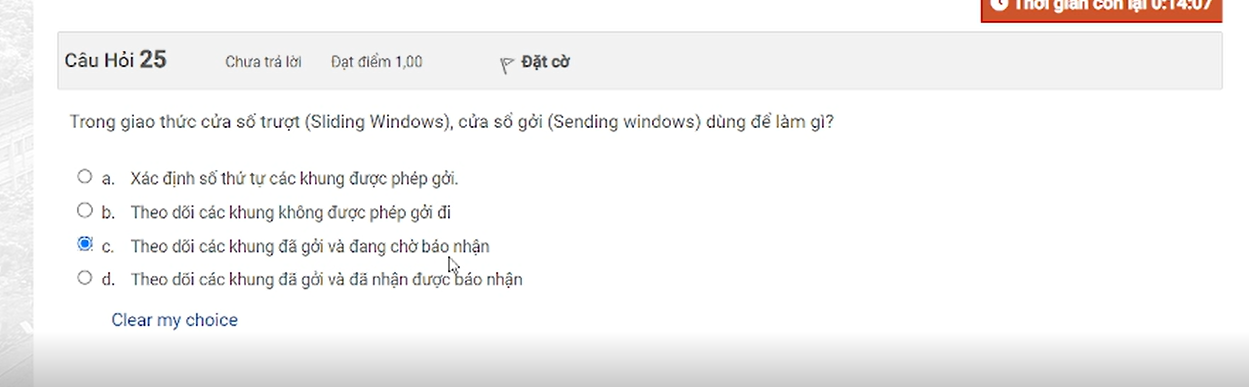 Thời gian còn lại 0:14:07
Câu Hỏi 25 Chưa trả lời Đạt điểm 1,00 Đặt cờ
Trong giao thức cửa sổ trượt (Sliding Windows), cửa sổ gởi (Sending windows) dùng để làm gì?
a. Xác định số thứ tự các khung được phép gởi.
b. Theo dõi các khung không được phép gởi đi
c. Theo dõi các khung đã gởi và đang chờ báo nhận
d. Theo dõi các khung đã gởi và đã nhận được báo nhận
Clear my choice